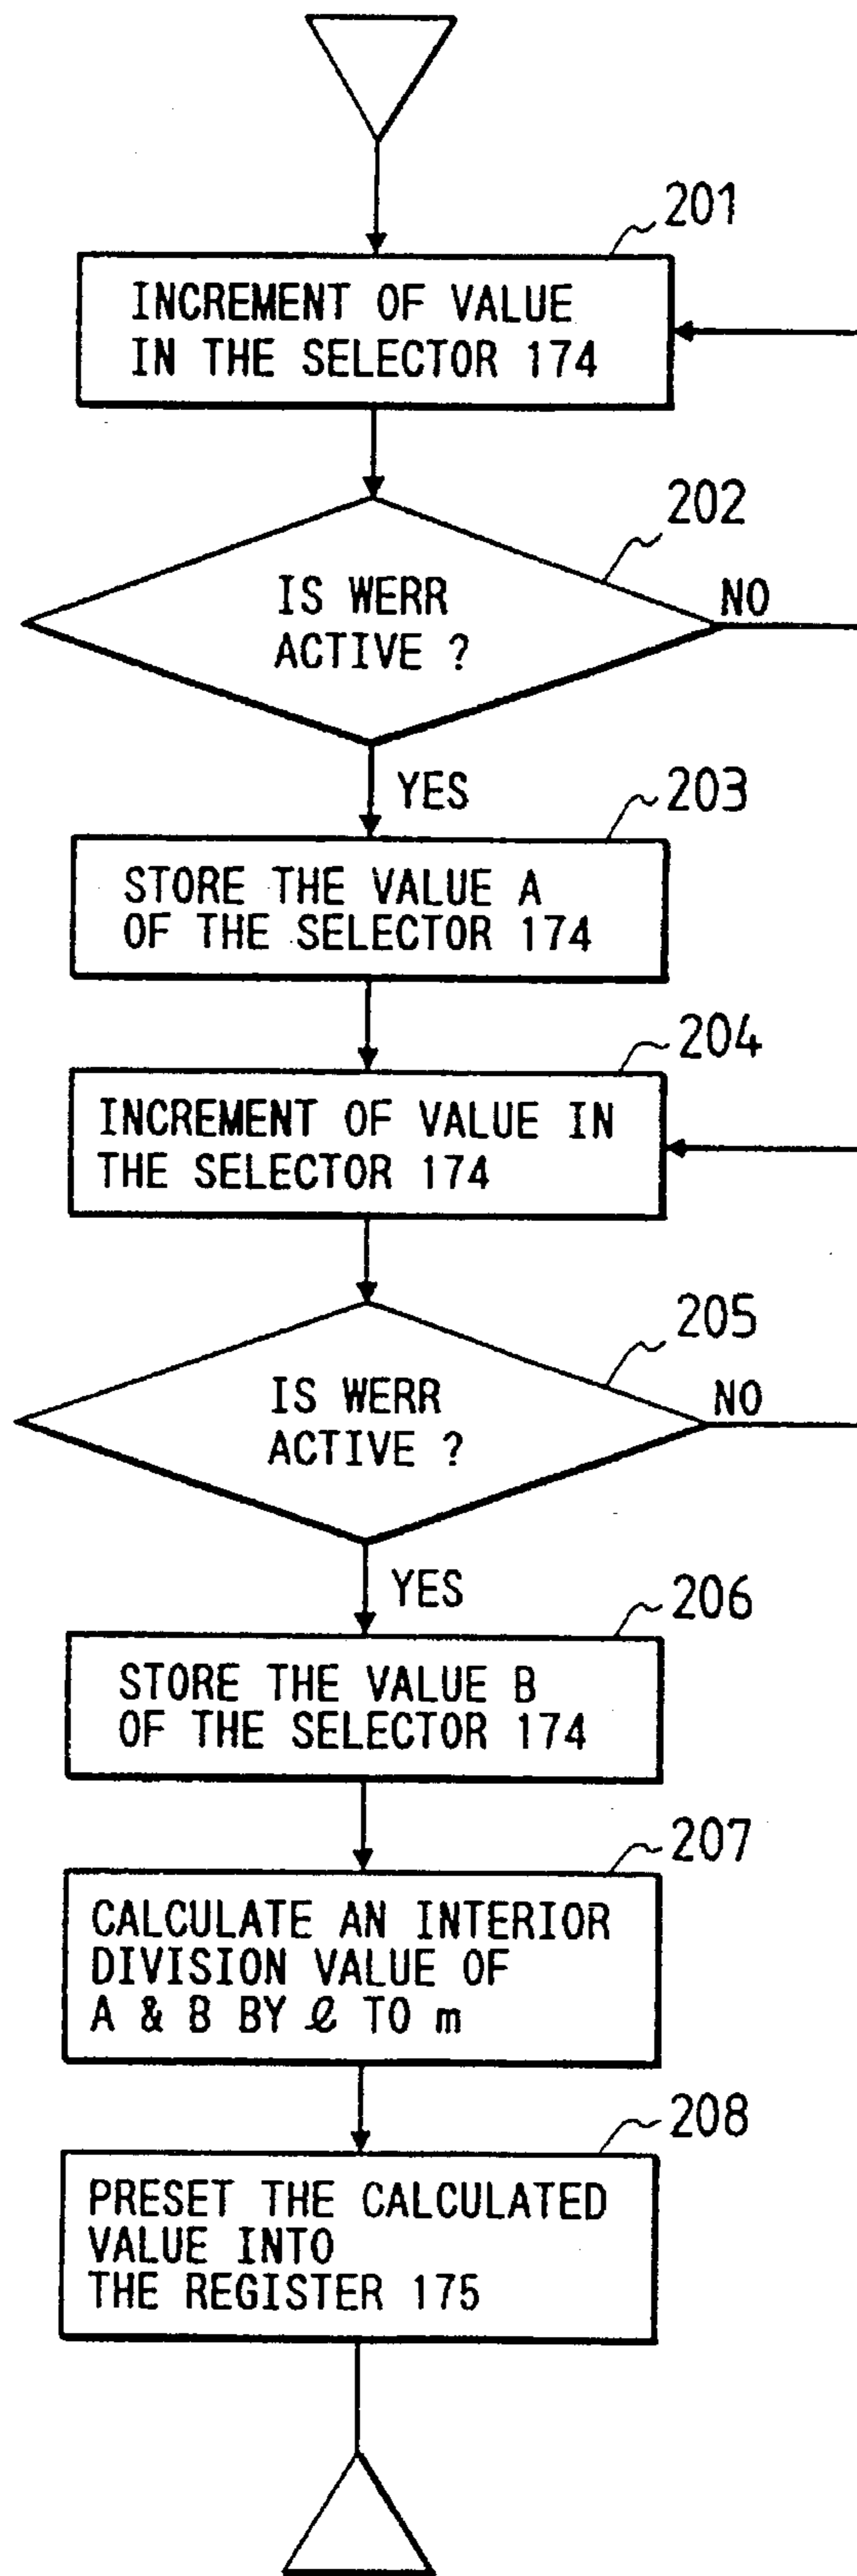 201
INCREMENT OF VALUE
IN THE SELECTOR 174
202
IS WERR
ACTIVE ?
NO
YES
203
STORE THE VALUE A
OF THE SELECTOR 174
204
INCREMENT OF VALUE IN
THE SELECTOR 174
205
IS WERR
ACTIVE ?
NO
YES
206
STORE THE VALUE B
OF THE SELECTOR 174
207
CALCULATE AN INTERIOR
DIVISION VALUE OF
A & B BY ℓ TO m
208
PRESET THE CALCULATED
VALUE INTO
THE REGISTER 175